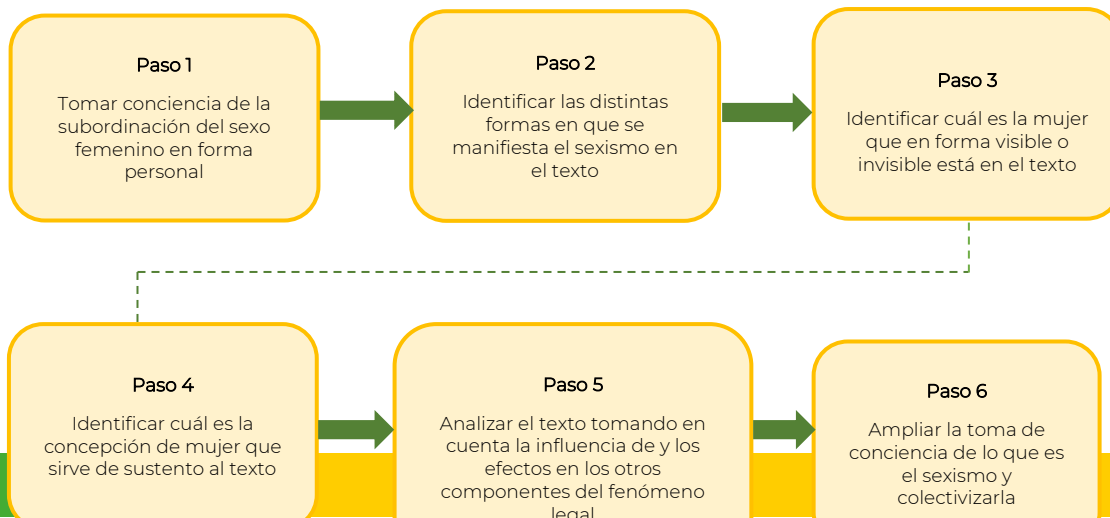 Paso 1
Tomar conciencia de la
subordinación del sexo
femenino en forma
personal
Paso 2
Identificar las distintas
formas en que se
manifiesta el sexismo en
el texto
Paso 3
Identificar cuál es la mujer
que en forma visible o
invisible está en el texto
Paso 4
Identificar cuál es la
concepción de mujer que
sirve de sustento al texto
Paso 5
Analizar el texto tomando en
cuenta la influencia de y los
efectos en los otros
componentes del fenómeno
legal
Paso 6
Ampliar la toma de
conciencia de lo que es
el sexismo y
colectivizarla